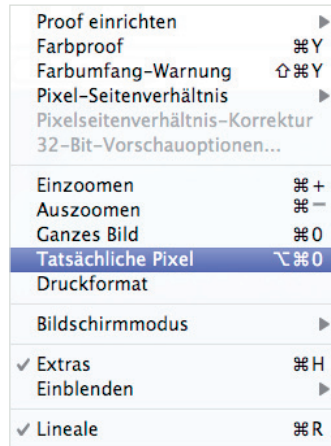 Proof einrichten ▶
Farbproof ⌘Y
Farbumfang-Warnung ⇧⌘Y
Pixel-Seitenverhältnis ▶
Pixelseitenverhältnis-Korrektur
32-Bit-Vorschauoptionen...
Einzoomen ⌘+
Auszoomen ⌘−
Ganzes Bild ⌘0
Tatsächliche Pixel ⌥⌘0
Druckformat
Bildschirmmodus ▶
✓ Extras ⌘H
Einblenden ▶
✓ Lineale ⌘R